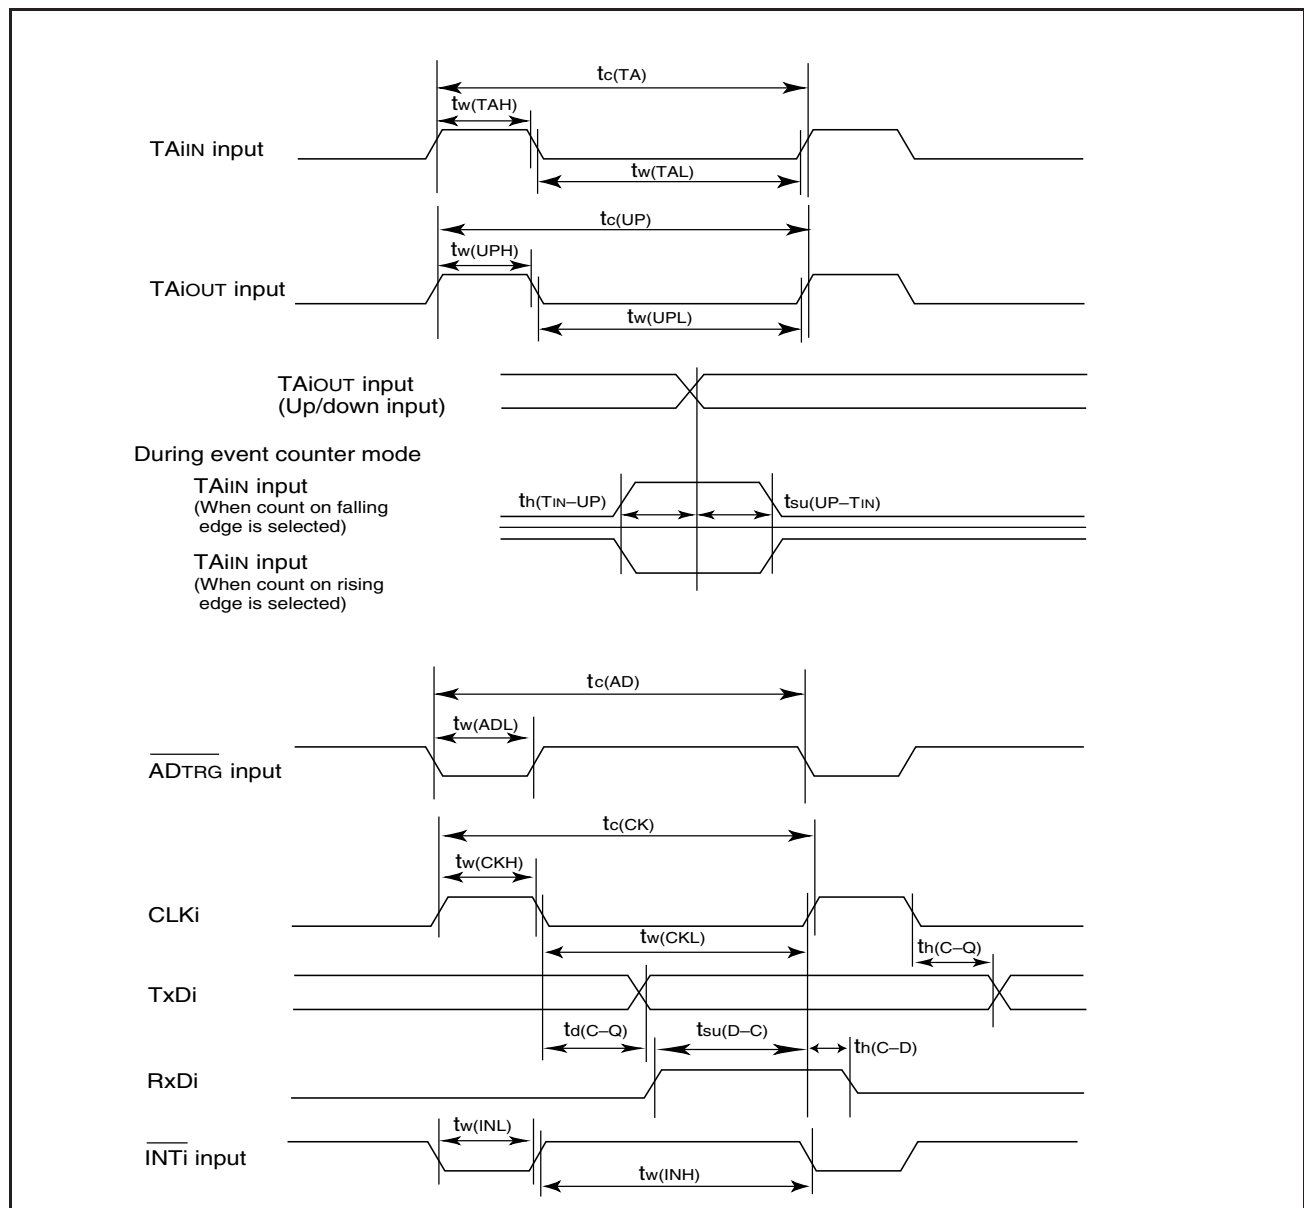 tc(TA)
tw(TAH)
TAiIN input
tw(TAL)
tc(UP)
tw(UPH)
TAiOUT input
tw(UPL)
TAiOUT input
(Up/down input)
During event counter mode
TAiIN input
(When count on falling
edge is selected)
th(TIN–UP)
tsu(UP–TIN)
TAiIN input
(When count on rising
edge is selected)
tc(AD)
tw(ADL)
ADTRG input
tc(CK)
tw(CKH)
CLKi
tw(CKL)
th(C–Q)
TxDi
td(C–Q)
tsu(D–C)
th(C–D)
RxDi
tw(INL)
INTi input
tw(INH)